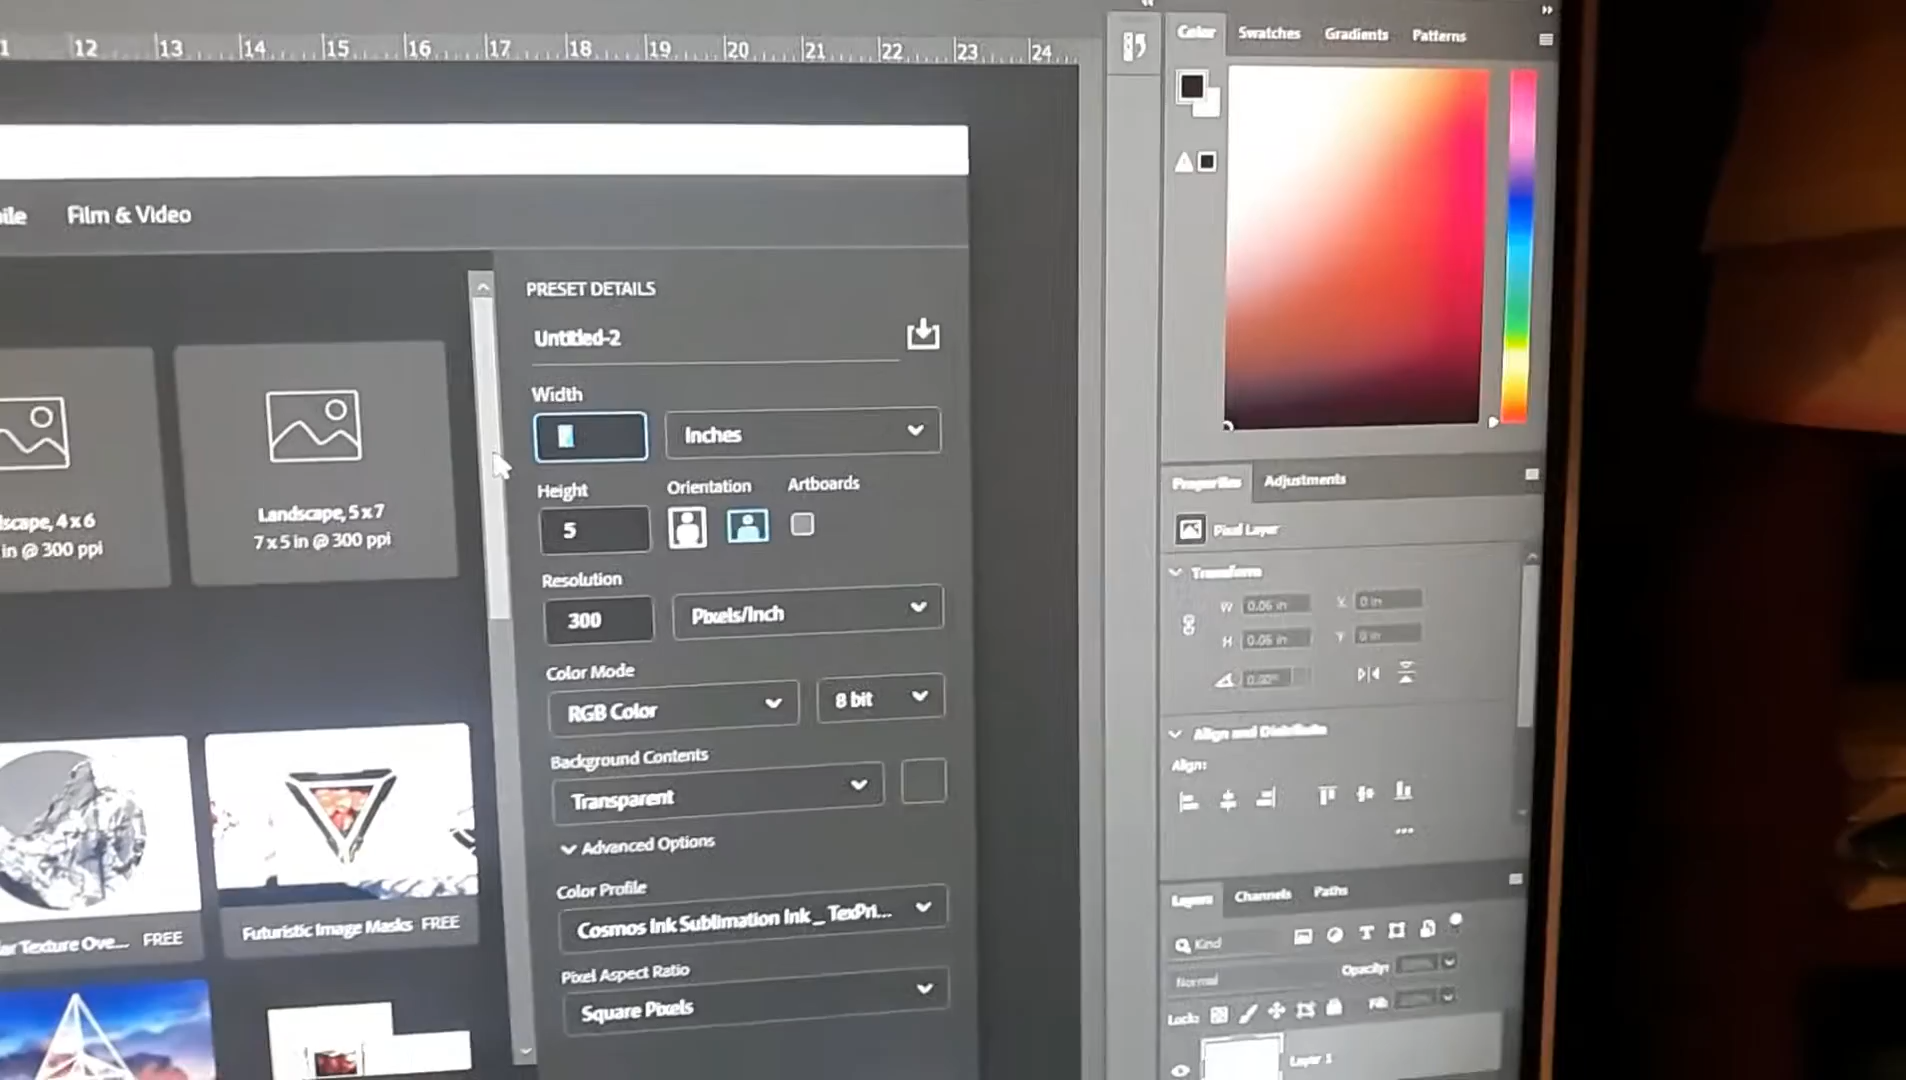 12 13 14 15 16 17 18 19 20 21 22 23 24
Color Swatches Gradients Patterns
Film & Video
PRESET DETAILS
Untitled-2
Width
Inches
Height Orientation Artboards
5
Resolution
300 Pixels/Inch
Color Mode
RGB Color 8 bit
Background Contents
Transparent
Advanced Options
Color Profile
Cosmos Ink Sublimation Ink _ TexPri...
Pixel Aspect Ratio
Square Pixels
4 x 6
in @ 300 ppi
Landscape, 5 x 7
7 x 5 in @ 300 ppi
Texture Ove... FREE
Futuristic Image Masks FREE
Properties Adjustments
Pixel Layer
Transform
W 0.06 in X 0 in
H 0.06 in Y 0 in
0.00°
Align and Distribute
Align:
...
Layers Channels Paths
Kind
Normal Opacity:
Lock: Fill:
Layer 1